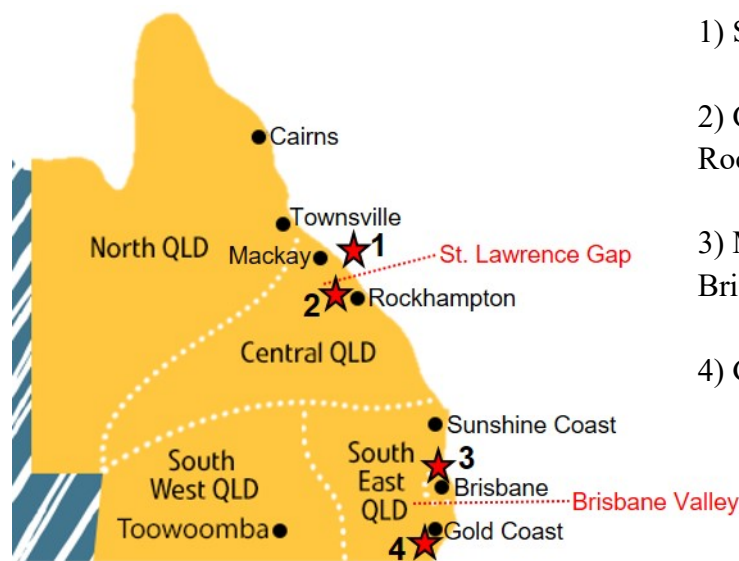 1) S
Cairns
2) C
Roc
Townsville
North QLD
1
Mackay
St. Lawrence Gap
3) M
Bri
2
Rockhampton
Central QLD
4) C
Sunshine Coast
South
West QLD
South
East
QLD
3
Brisbane
Brisbane Valley
Toowoomba
Gold Coast
4